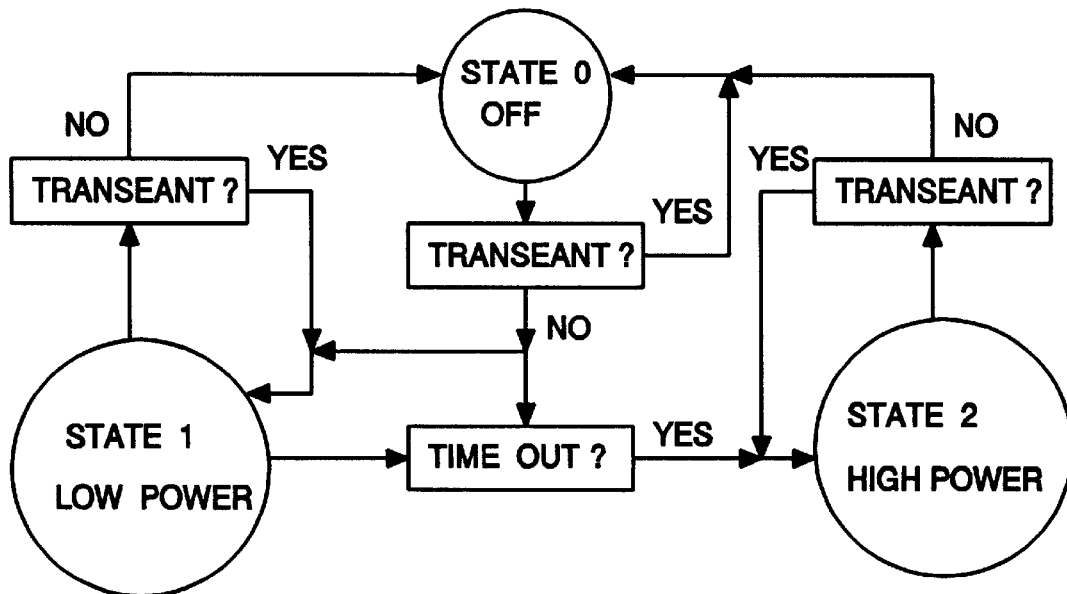 STATE 0
OFF
NO
YES
TRANSEANT ?
TRANSEANT ?
YES
NO
NO
YES
TRANSEANT ?
STATE 1
LOW POWER
TIME OUT ?
YES
STATE 2
HIGH POWER